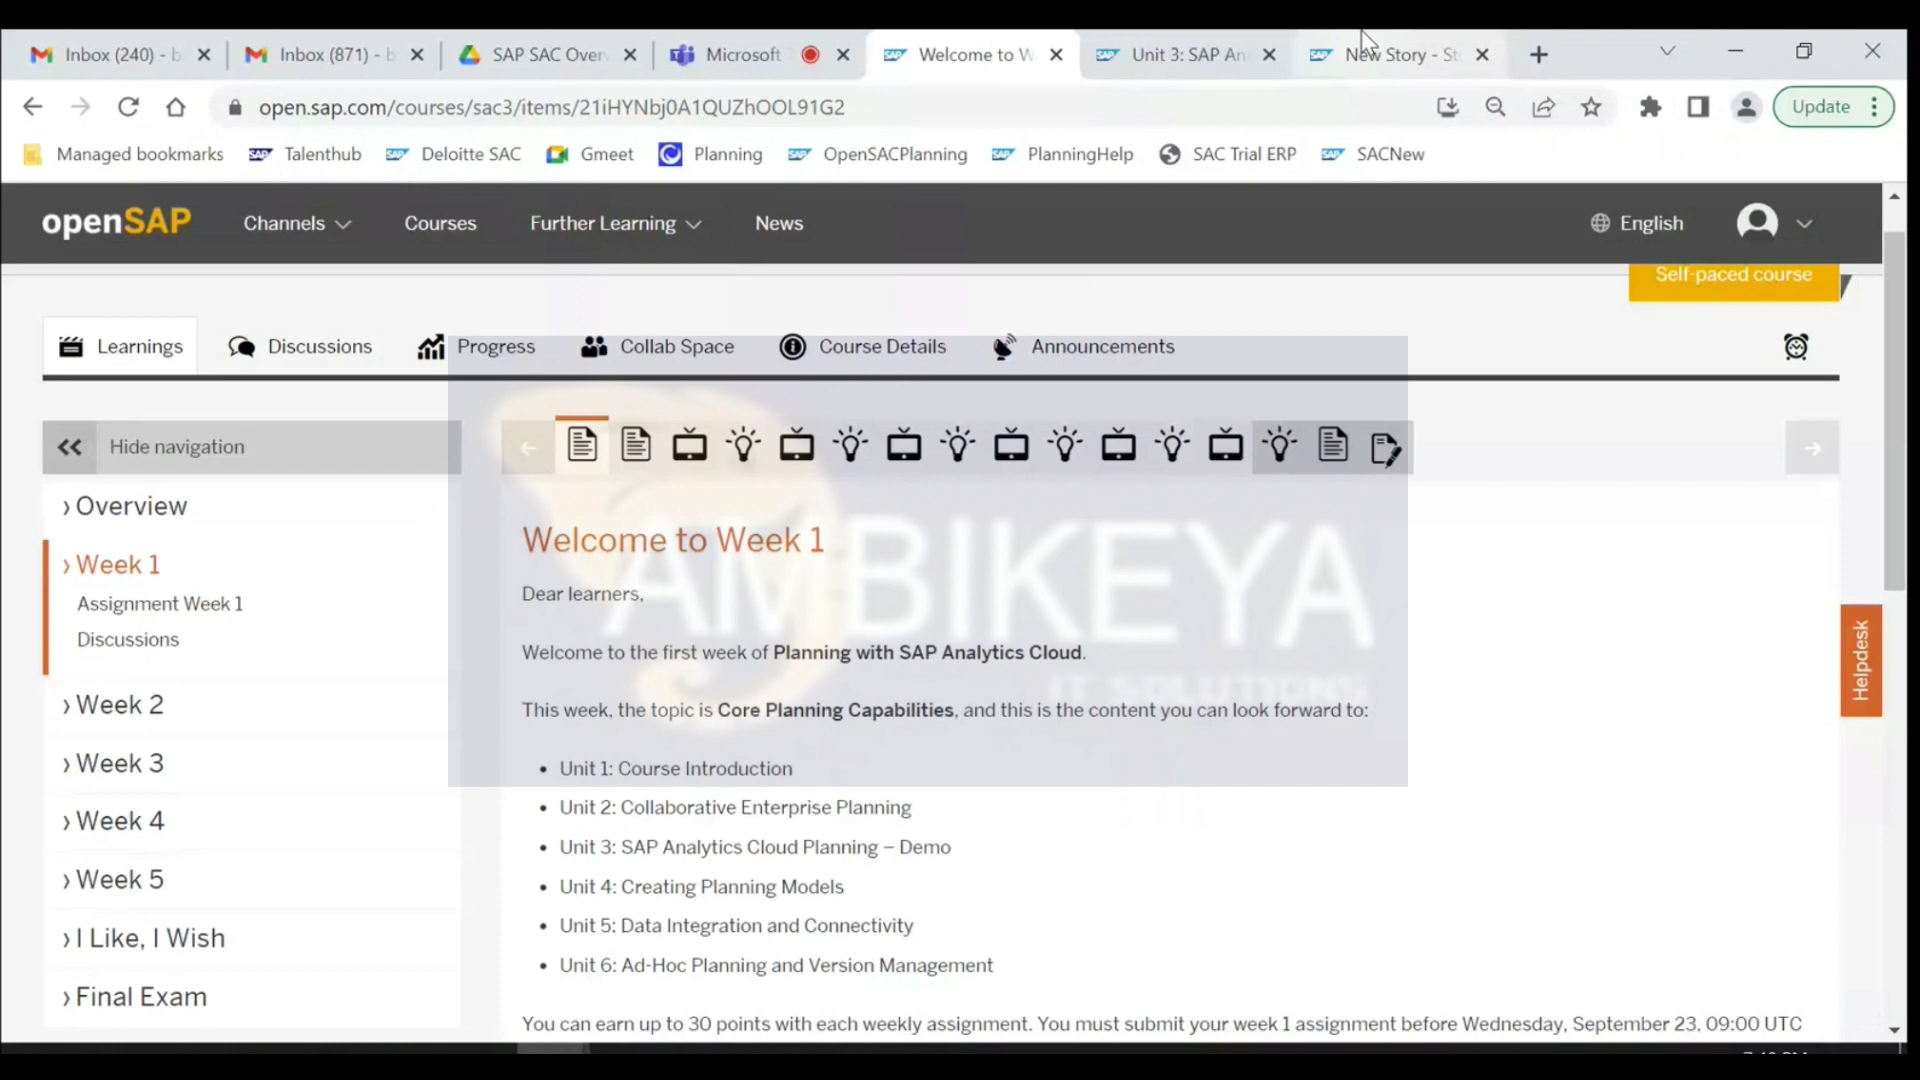 Inbox (240) - b
Inbox (871) - b
SAP SAC Over
Microsoft
Welcome to W
Unit 3: SAP An
New Story - St
open.sap.com/courses/sac3/items/21iHYNbj0A1QUZhOOL91G2
Update
Managed bookmarks
Talenthub
Deloitte SAC
Gmeet
Planning
OpenSACPlanning
PlanningHelp
SAC Trial ERP
SACNew
openSAP
Channels
Courses
Further Learning
News
English
Self-paced course
Learnings
Discussions
Progress
Collab Space
Course Details
Announcements
Hide navigation
Overview
Week 1
Assignment Week 1
Discussions
Week 2
Week 3
Week 4
Week 5
I Like, I Wish
Final Exam
Welcome to Week 1
Dear learners,
Welcome to the first week of Planning with SAP Analytics Cloud.
This week, the topic is Core Planning Capabilities, and this is the content you can look forward to:
• Unit 1: Course Introduction
• Unit 2: Collaborative Enterprise Planning
• Unit 3: SAP Analytics Cloud Planning – Demo
• Unit 4: Creating Planning Models
• Unit 5: Data Integration and Connectivity
• Unit 6: Ad-Hoc Planning and Version Management
You can earn up to 30 points with each weekly assignment. You must submit your week 1 assignment before Wednesday, September 23, 09:00 UTC
Helpdesk
AMBIKEYA
IT SOLUTIONS